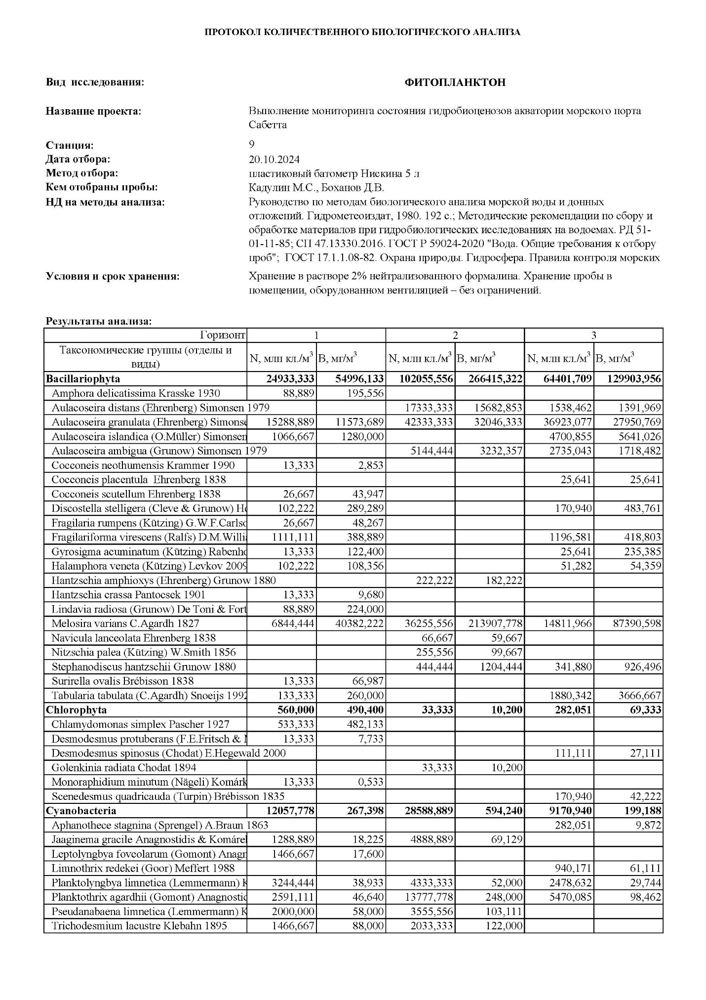 ПРОТОКОЛ КОЛИЧЕСТВЕННОГО БИОЛОГИЧЕСКОГО АНАЛИЗА
Вид исследования: ФИТОПЛАНКТОН
Название проекта: Выполнение мониторинга состояния гидробиоценозов акватории морского порта
Сабетта
Станция: 9
Дата отбора: 20.10.2024
Метод отбора: пластиковый батометр Нискина 5 л
Кем отобраны пробы: Кадулин М.С., Боханов Д.В.
НД на методы анализа: Руководство по методам биологического анализа морской воды и донных
отложений. Гидрометеоиздат, 1980. 192 с.; Методические рекомендации по сбору и
обработке материалов при гидробиологических исследованиях на водоемах. РД 51-
01-11-85; СП 47.13330.2016. ГОСТ Р 59024-2020 "Вода. Общие требования к отбору
проб"; ГОСТ 17.1.1.08-82. Охрана природы. Гидросфера. Правила контроля морских
Условия и срок хранения: Хранение в растворе 2% нейтрализованного формалина. Хранение пробы в
помещении, оборудованном вентиляцией – без ограничений.
Результаты анализа:
Горизонт 1 2 3
Таксономические группы (отделы и
виды) N, млн кл./м³ B, мг/м³ N, млн кл./м³ B, мг/м³ N, млн кл./м³ B, мг/м³
Bacillariophyta 24933,333 54996,133 102055,556 266415,322 64401,709 129903,956
Amphora delicatissima Krasske 1930 88,889 195,556
Aulacoseira distans (Ehrenberg) Simonsen 1979 17333,333 15682,853 1538,462 1391,969
Aulacoseira granulata (Ehrenberg) Simonse 15288,889 11573,689 42333,333 32046,333 36923,077 27950,769
Aulacoseira islandica (O.Müller) Simonsen 1066,667 1280,000 4700,855 5641,026
Aulacoseira ambigua (Grunow) Simonsen 1979 5144,444 3232,357 2735,043 1718,482
Cocconeis neothumensis Krammer 1990 13,333 2,853
Cocconeis placentula Ehrenberg 1838 25,641 25,641
Cocconeis scutellum Ehrenberg 1838 26,667 43,947
Discostella stelligera (Cleve & Grunow) Ho 102,222 289,289 170,940 483,761
Fragilaria rumpens (Kützing) G.W.F.Carlso 26,667 48,267
Fragilariforma virescens (Ralfs) D.M.Willia 1111,111 388,889 1196,581 418,803
Gyrosigma acuminatum (Kützing) Rabenho 13,333 122,400 25,641 235,385
Halamphora veneta (Kützing) Levkov 2009 102,222 108,356 51,282 54,359
Hantzschia amphioxys (Ehrenberg) Grunow 1880 222,222 182,222
Hantzschia crassa Pantocsek 1901 13,333 9,680
Lindavia radiosa (Grunow) De Toni & Fort 88,889 224,000
Melosira varians C.Agardh 1827 6844,444 40382,222 36255,556 213907,778 14811,966 87390,598
Navicula lanceolata Ehrenberg 1838 66,667 59,667
Nitzschia palea (Kützing) W.Smith 1856 255,556 99,667
Stephanodiscus hantzschii Grunow 1880 444,444 1204,444 341,880 926,496
Surirella ovalis Brébisson 1838 13,333 66,987
Tabularia tabulata (C.Agardh) Snoeijs 1992 133,333 260,000 1880,342 3666,667
Chlorophyta 560,000 490,400 33,333 10,200 282,051 69,333
Chlamydomonas simplex Pascher 1927 533,333 482,133
Desmodesmus protuberans (F.E.Fritsch & 13,333 7,733
Desmodesmus spinosus (Chodat) E.Hegewald 2000 111,111 27,111
Golenkinia radiata Chodat 1894 33,333 10,200
Monoraphidium minutum (Nägeli) Komárk 13,333 0,533
Scenedesmus quadricauda (Turpin) Brébisson 1835 170,940 42,222
Cyanobacteria 12057,778 267,398 28588,889 594,240 9170,940 199,188
Aphanothece stagnina (Sprengel) A.Braun 1863 282,051 9,872
Jaaginema gracile Anagnostidis & Komárel 1288,889 18,225 4888,889 69,129
Leptolyngbya foveolarum (Gomont) Anagn 1466,667 17,600
Limnothrix redekei (Goor) Meffert 1988 940,171 61,111
Planktolyngbya limnetica (Lemmermann) K 3244,444 38,933 4333,333 52,000 2478,632 29,744
Planktothrix agardhii (Gomont) Anagnostid 2591,111 46,640 13777,778 248,000 5470,085 98,462
Pseudanabaena limnetica (Lemmermann) K 2000,000 58,000 3555,556 103,111
Trichodesmium lacustre Klebahn 1895 1466,667 88,000 2033,333 122,000